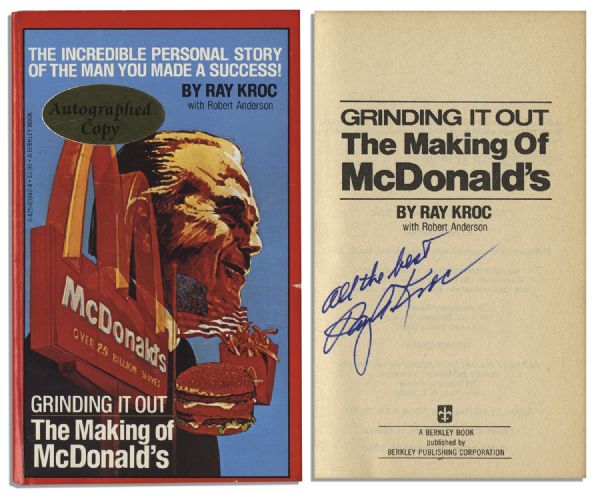 THE INCREDIBLE PERSONAL STORY
OF THE MAN YOU MADE A SUCCESS!
BY RAY KROC
with Robert Anderson
Autographed
Copy
A BERKLEY BOOK
McDonald's
OVER 25 BILLION SERVED
GRINDING IT OUT
The Making of
McDonald's
GRINDING IT OUT
The Making Of
McDonald's
BY RAY KROC
with Robert Anderson
all the best
Ray A Kroc
A BERKLEY BOOK
published by
BERKLEY PUBLISHING CORPORATION